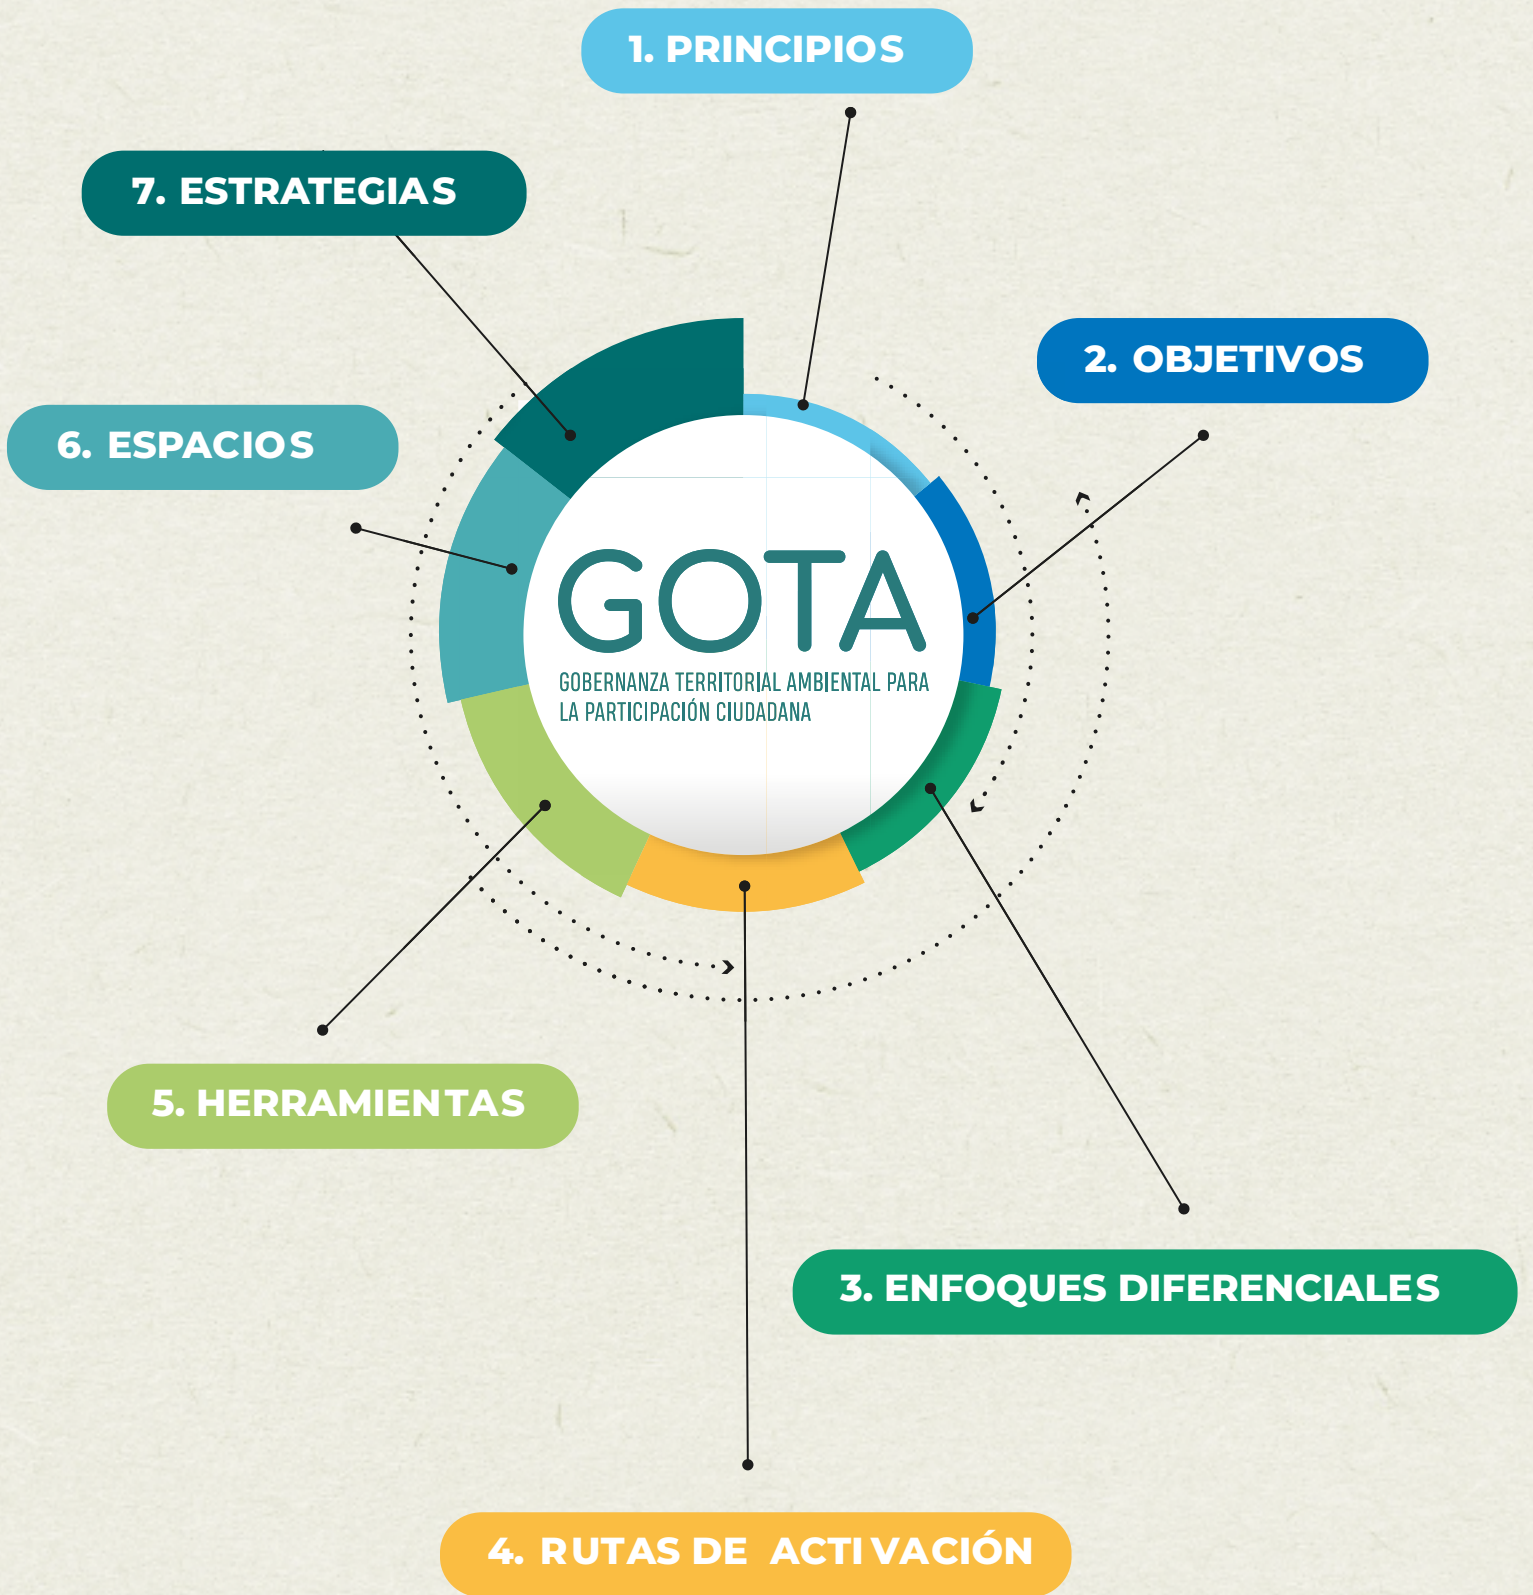 1. PRINCIPIOS
7. ESTRATEGIAS
2. OBJETIVOS
6. ESPACIOS
GOTA
GOBERNANZA TERRITORIAL AMBIENTAL PARA
LA PARTICIPACIÓN CIUDADANA
5. HERRAMIENTAS
3. ENFOQUES DIFERENCIALES
4. RUTAS DE ACTIVACIÓN